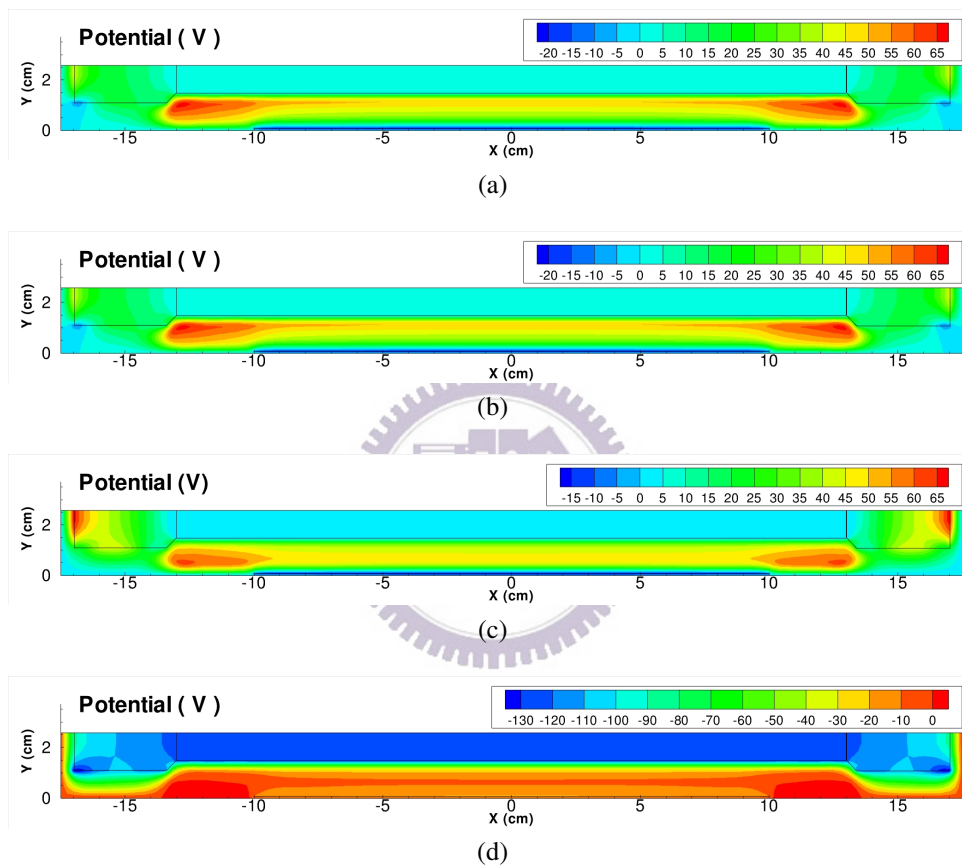 Potential ( V )
-20 -15 -10 -5 0 5 10 15 20 25 30 35 40 45 50 55 60 65
Y (cm)
2
0
-15 -10 -5 0 5 10 15
X (cm)
(a)
Potential ( V )
-20 -15 -10 -5 0 5 10 15 20 25 30 35 40 45 50 55 60 65
Y (cm)
2
0
-15 -10 -5 0 5 10 15
X (cm)
(b)
Potential (V)
-15 -10 -5 0 5 10 15 20 25 30 35 40 45 50 55 60 65
Y (cm)
2
0
-15 -10 -5 0 5 10 15
X (cm)
(c)
Potential ( V )
-130 -120 -110 -100 -90 -80 -70 -60 -50 -40 -30 -20 -10 0
Y (cm)
2
0
-15 -10 -5 0 5 10 15
X (cm)
(d)